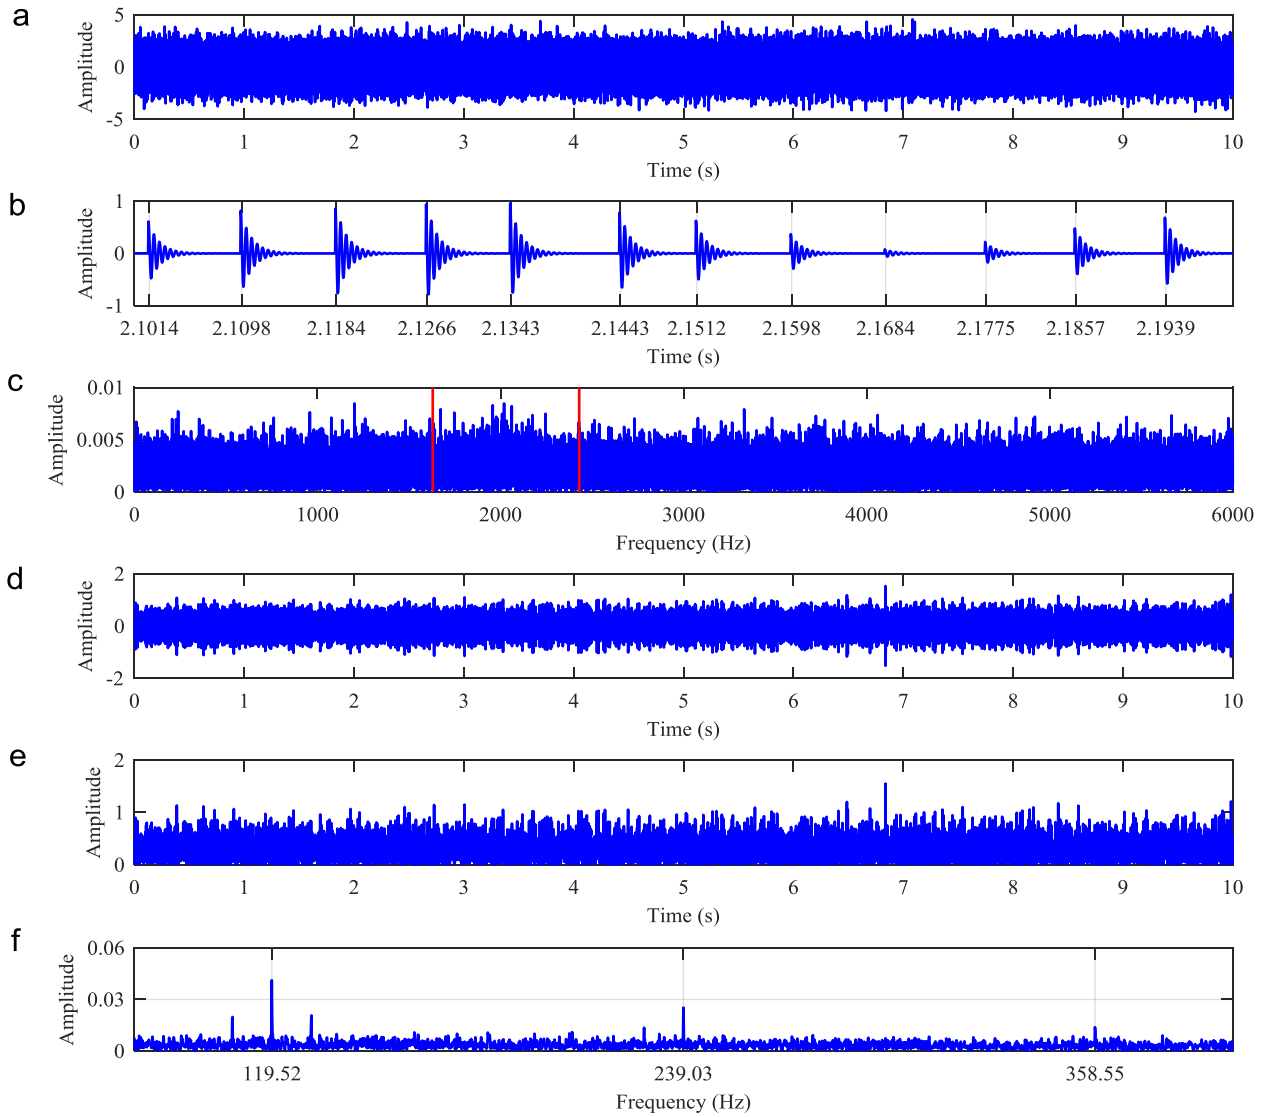 a
5
0
-5
Amplitude
0 1 2 3 4 5 6 7 8 9 10
Time (s)
b
1
0
-1
Amplitude
2.1014 2.1098 2.1184 2.1266 2.1343 2.1443 2.1512 2.1598 2.1684 2.1775 2.1857 2.1939
Time (s)
c
0.01
0.005
0
Amplitude
0 1000 2000 3000 4000 5000 6000
Frequency (Hz)
d
2
0
-2
Amplitude
0 1 2 3 4 5 6 7 8 9 10
Time (s)
e
2
1
0
Amplitude
0 1 2 3 4 5 6 7 8 9 10
Time (s)
f
0.06
0.03
0
Amplitude
119.52 239.03 358.55
Frequency (Hz)